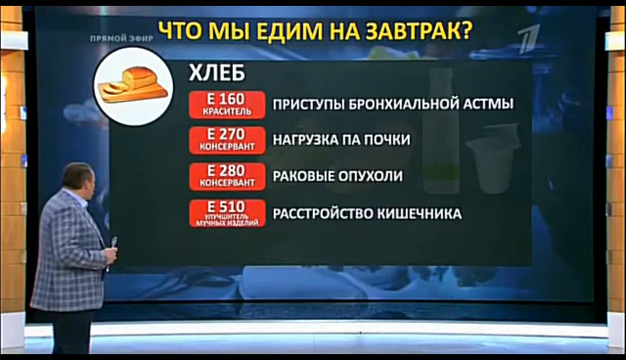 ЧТО МЫ ЕДИМ НА ЗАВТРАК?
ПРЯМОЙ ЭФИР
1
ХЛЕБ
Е 160
КРАСИТЕЛЬ
ПРИСТУПЫ БРОНХИАЛЬНОЙ АСТМЫ
Е 270
КОНСЕРВАНТ
НАГРУЗКА ПА ПОЧКИ
Е 280
КОНСЕРВАНТ
РАКОВЫЕ ОПУХОЛИ
Е 510
УЛУЧШИТЕЛЬ
МУЧНЫХ ИЗДЕЛИЙ
РАССТРОЙСТВО КИШЕЧНИКА